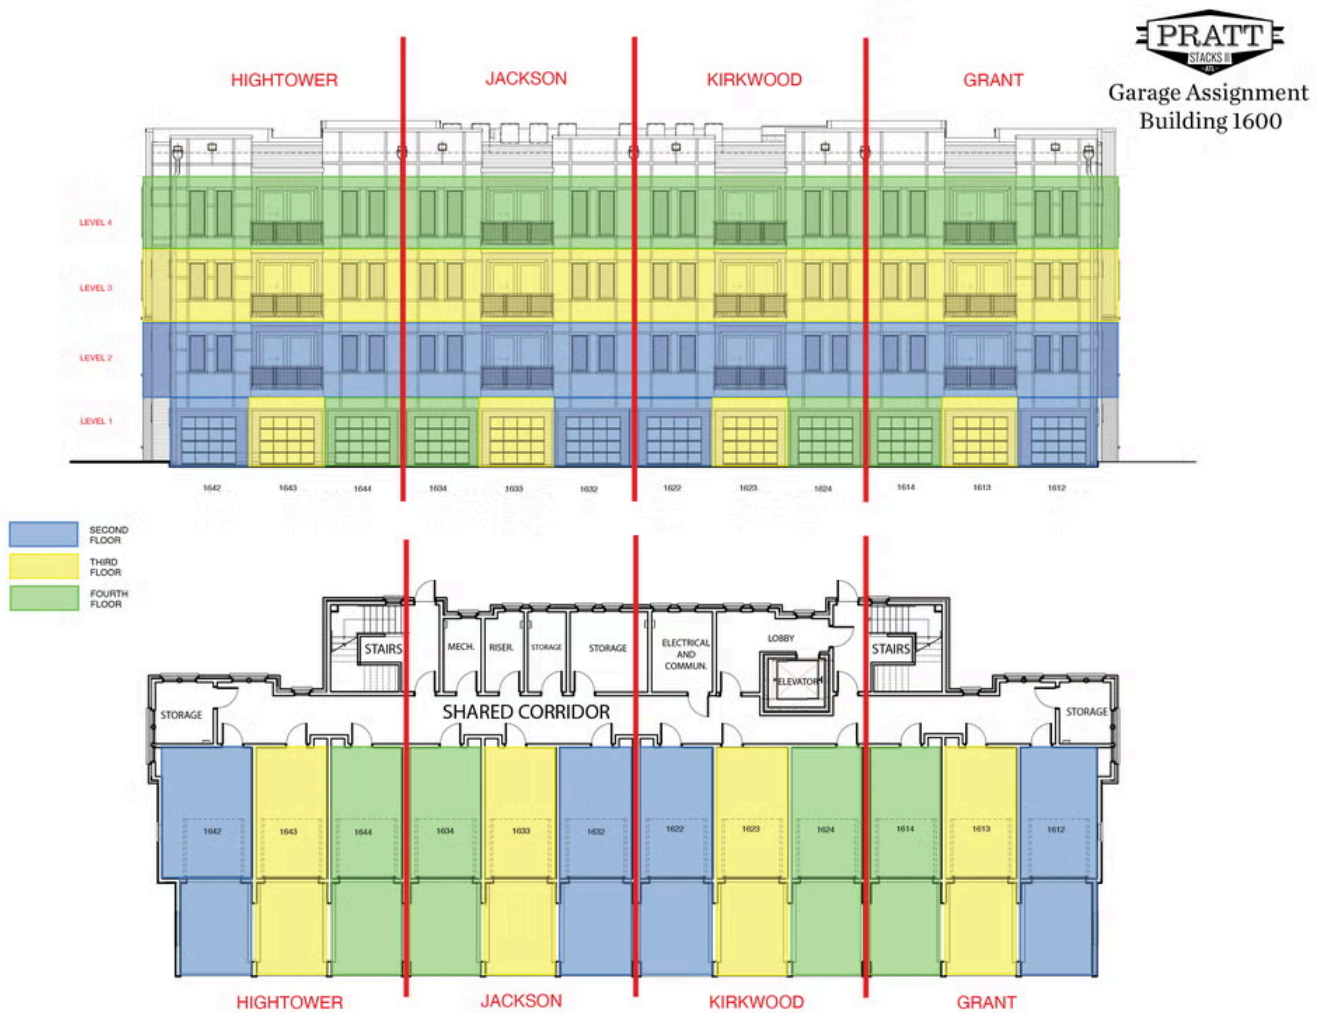 PRATT
STACKS III
-ATL-
Garage Assignment
Building 1600
HIGHTOWER
JACKSON
KIRKWOOD
GRANT
LEVEL 4
LEVEL 3
LEVEL 2
LEVEL 1
1642
1643
1644
1634
1633
1632
1622
1623
1624
1614
1613
1612
SECOND
FLOOR
THIRD
FLOOR
FOURTH
FLOOR
STAIRS
MECH.
RISER.
STORAGE
STORAGE
ELECTRICAL
AND
COMMUN.
LOBBY
ELEVATOR
STAIRS
STORAGE
SHARED CORRIDOR
STORAGE
1642
1643
1644
1634
1633
1632
1622
1623
1624
1614
1613
1612
HIGHTOWER
JACKSON
KIRKWOOD
GRANT